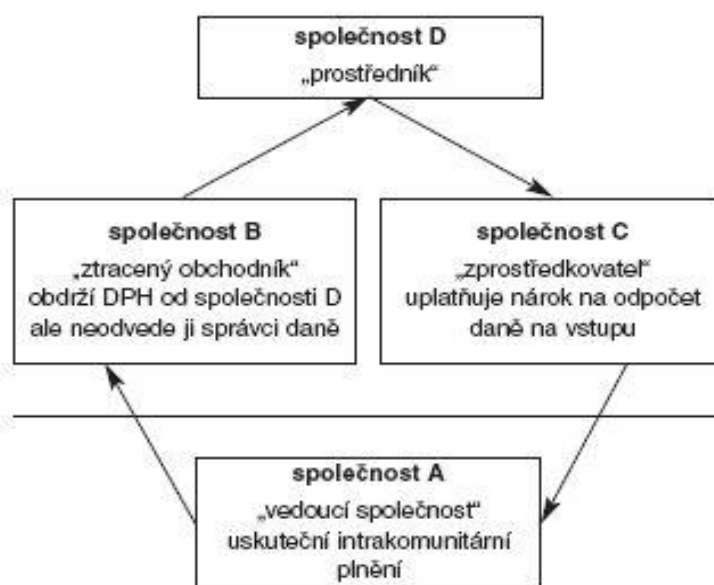 společnost D
„prostředník“
společnost B
„ztracený obchodník“
obdrží DPH od společnosti D
ale neodvede ji správci daně
společnost C
„zprostředkovatel“
uplatňuje nárok na odpočet
daně na vstupu
společnost A
„vedoucí společnost“
uskuteční intrakomunitární
plnění